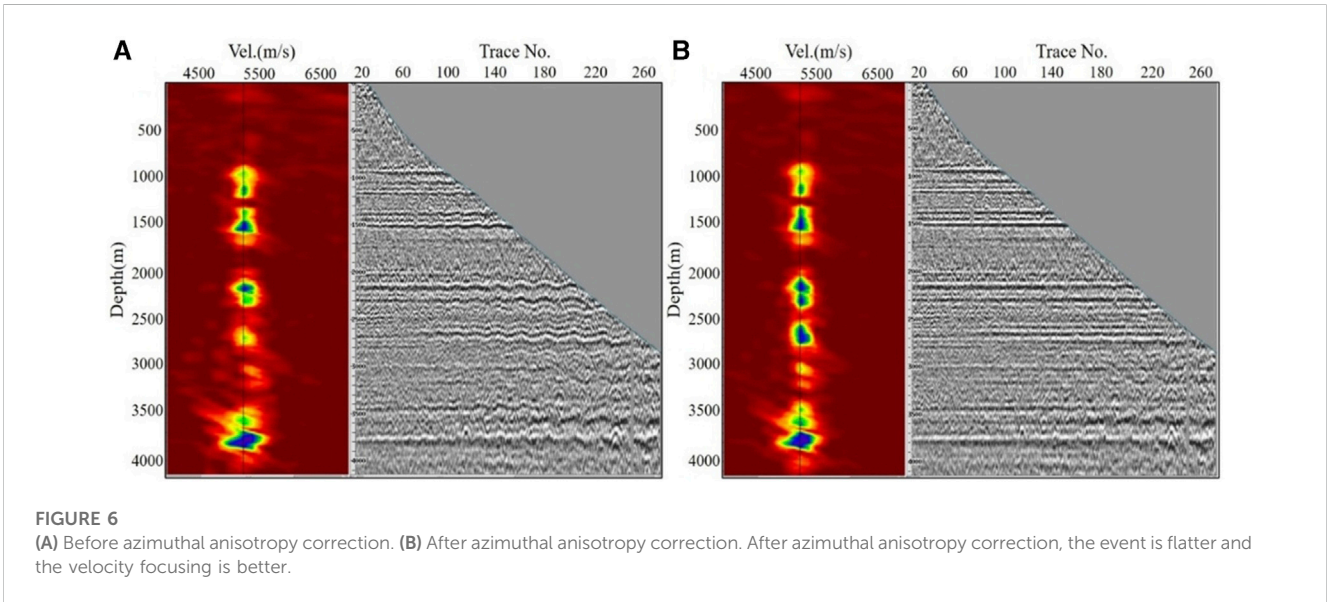 A
Vel.(m/s)
Trace No.
4500 5500 6500
20 60 100 140 180 220 260
Depth(m)
500
1000
1500
2000
2500
3000
3500
4000
B
Vel.(m/s)
Trace No.
4500 5500 6500
20 60 100 140 180 220 260
Depth(m)
500
1000
1500
2000
2500
3000
3500
4000
FIGURE 6
(A) Before azimuthal anisotropy correction. (B) After azimuthal anisotropy correction. After azimuthal anisotropy correction, the event is flatter and
the velocity focusing is better.